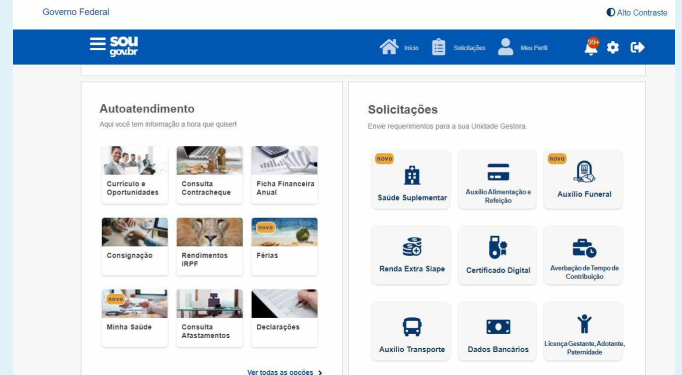 Governo Federal
Alto Contraste
sou
gov.br
Início
Solicitações
Meu Perfil
99+
Autoatendimento
Aqui você tem informação a hora que quiser!
Currículo e
Oportunidades
Consulta
Contracheque
Ficha Financeira
Anual
Consignação
Rendimentos
IRPF
novo
Férias
novo
Minha Saúde
Consulta
Afastamentos
Declarações
Ver todas as opções >
Solicitações
Envie requerimentos para a sua Unidade Gestora.
novo
Saúde Suplementar
Auxílio Alimentação e
Refeição
novo
Auxílio Funeral
Renda Extra Siape
Certificado Digital
Averbação de Tempo de
Contribuição
Auxílio Transporte
Dados Bancários
Licença Gestante, Adotante,
Paternidade